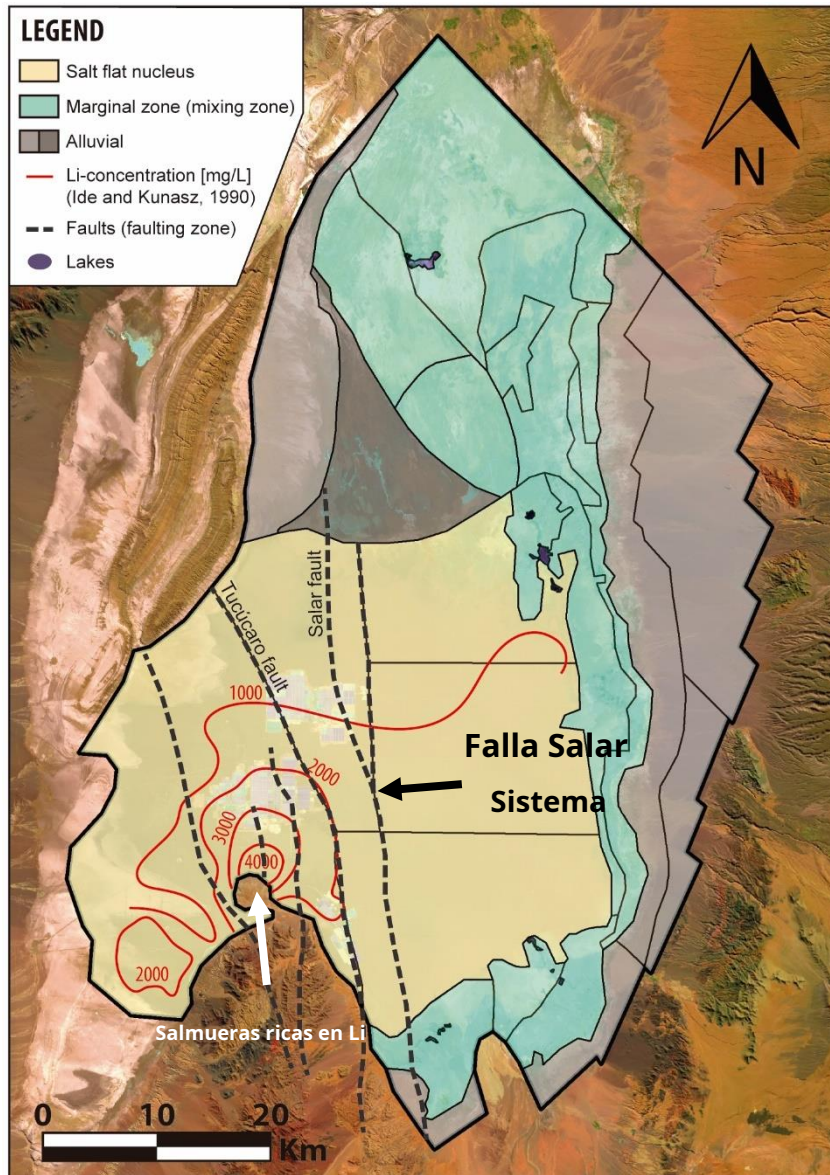 LEGEND
Salt flat nucleus
Marginal zone (mixing zone)
Alluvial
Li-concentration [mg/L]
(Ide and Kunasz, 1990)
Faults (faulting zone)
Lakes
N
Salar fault
Tucúcaro fault
1000
2000
3000
4000
2000
Falla Salar
Sistema
Salmueras ricas en Li
0 10 20
Km